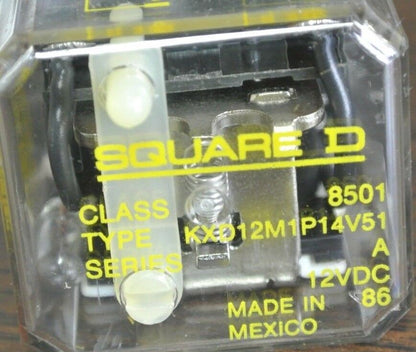 SQUARE D
CLASS 8501
TYPE KXD12M1P14V51
SERIES A
12VDC
MADE IN 86
MEXICO